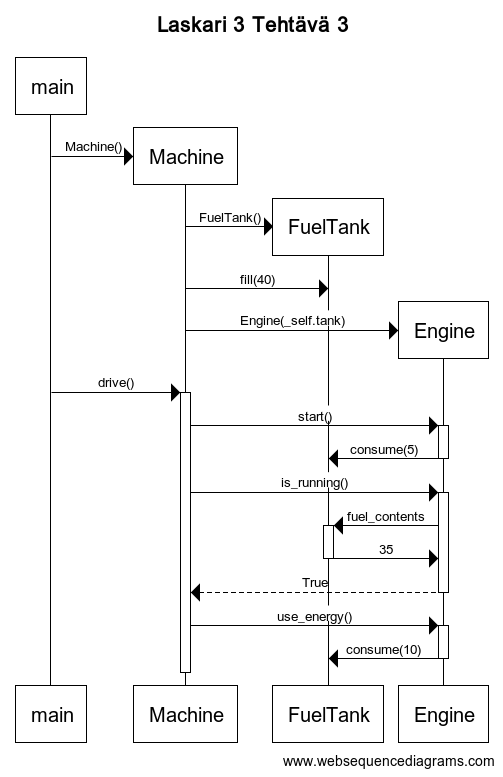 Laskari 3 Tehtävä 3
main
Machine()
Machine
FuelTank()
FuelTank
fill(40)
Engine(_self.tank)
Engine
drive()
start()
consume(5)
is_running()
fuel_contents
35
True
use_energy()
consume(10)
main
Machine
FuelTank
Engine
www.websequencediagrams.com